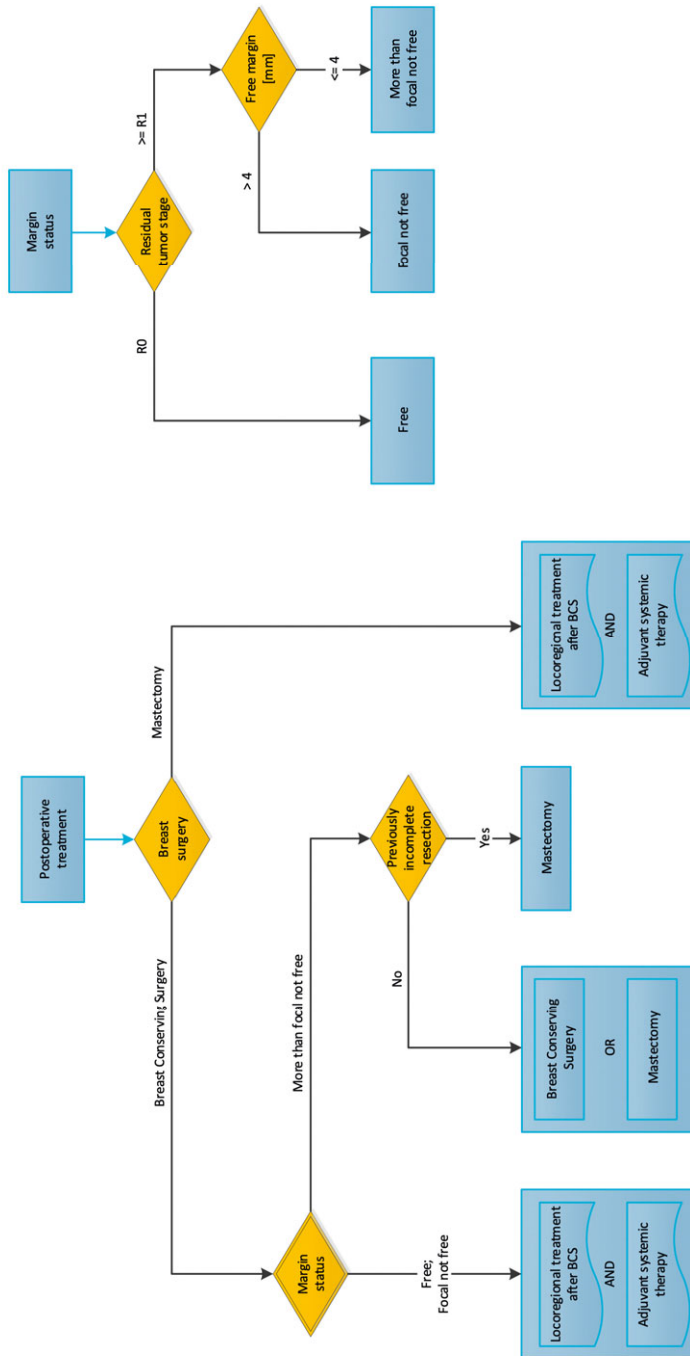 Postoperative
treatment
Breast
surgery
Breast Conservin; Surgery
Mastectomy
Margin
status
More than focil not free
Free;
Focal not free
Previously
incomplete
resection
No
Yes
Locoregional treatment
after BCS
AND
Adjuvant systemic
therapy
Breast Conserving
Surgery
OR
Mastectomy
Mastectomy
Locoregional treatment
after BCS
AND
Adjuvant systemic
therapy
Margin
status
Residual
tumor stage
R0
>= R1
Free margin
[mm]
> 4
<= 4
Free
Focal not free
More than
focal not free